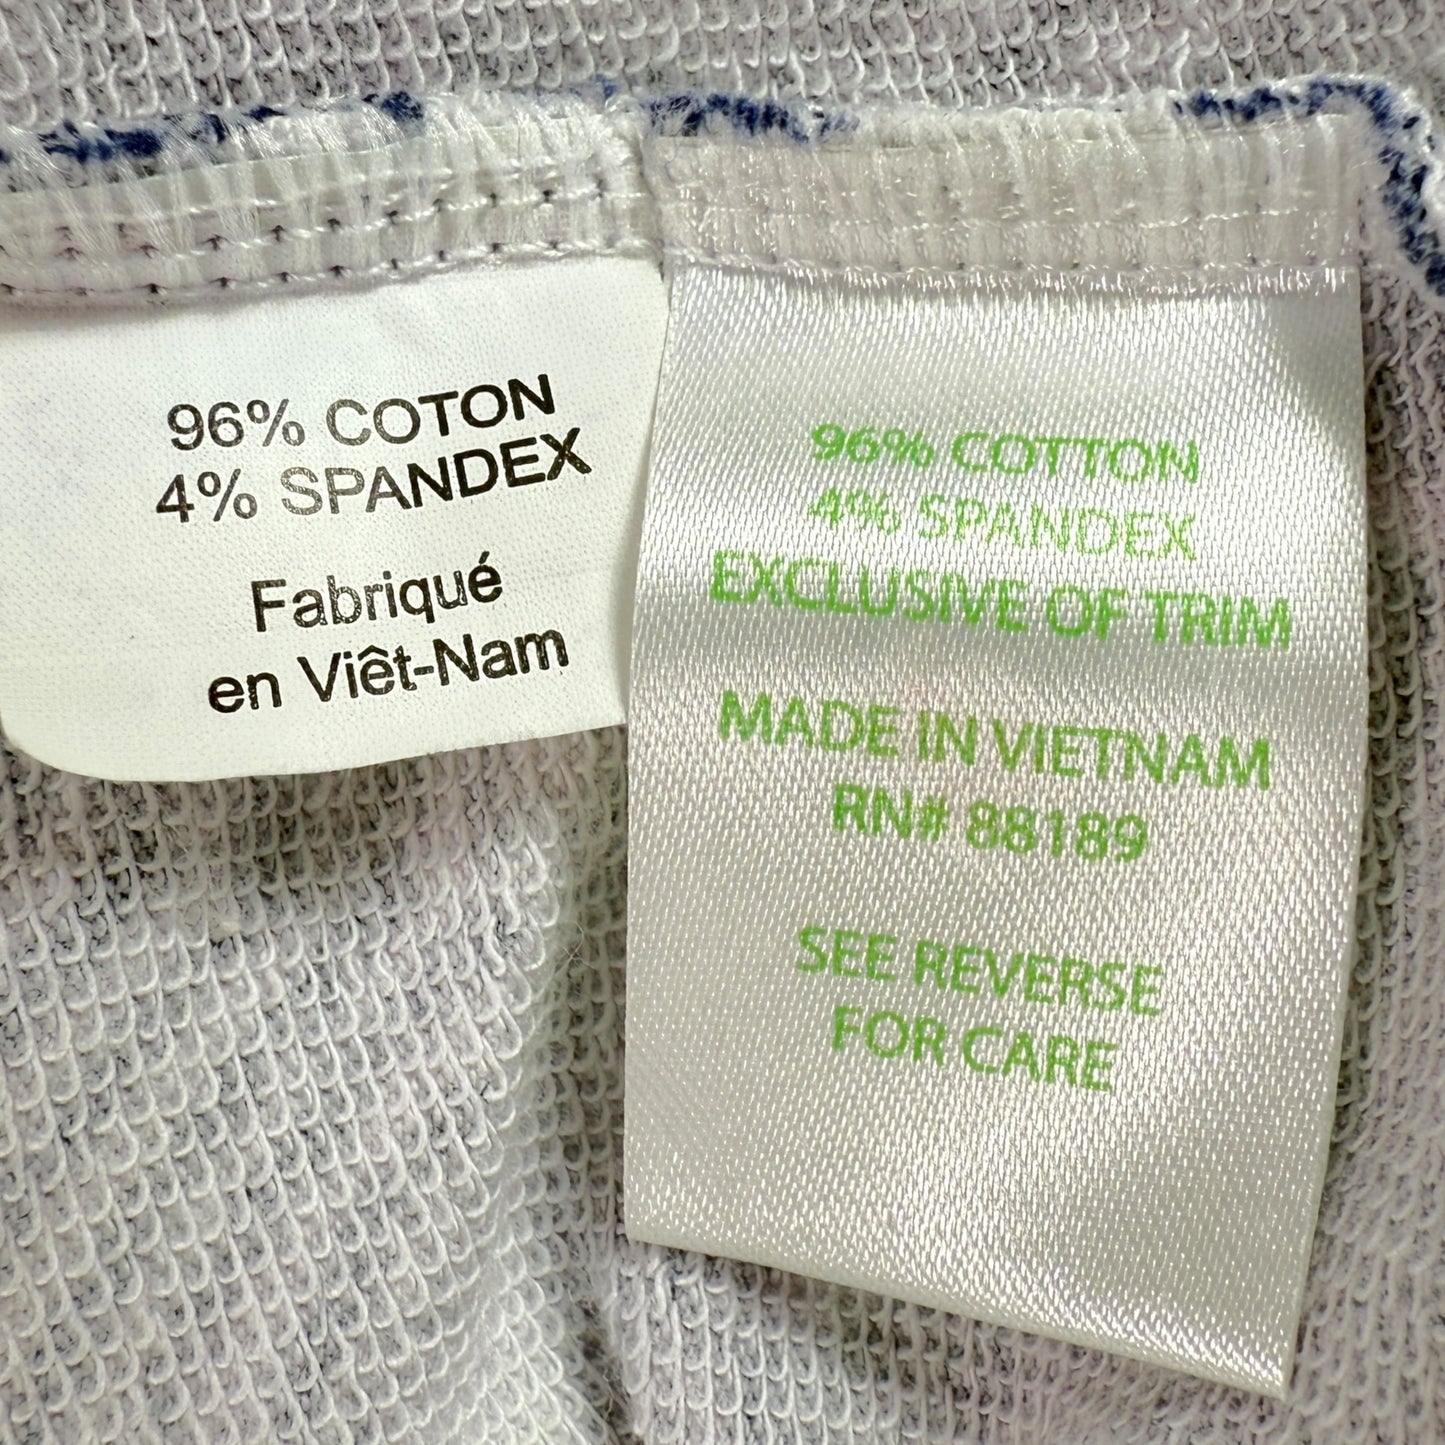 96% COTON
4% SPANDEX
Fabriqué
en Viêt-Nam
96% COTTON
4% SPANDEX
EXCLUSIVE OF TRIM
MADE IN VIETNAM
RN# 88189
SEE REVERSE
FOR CARE